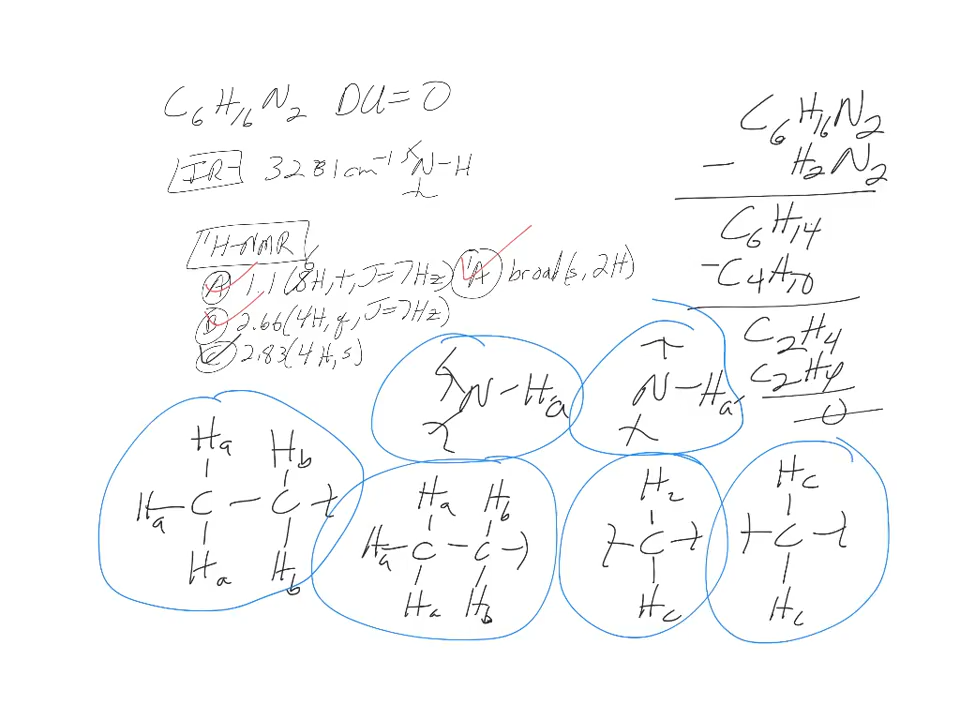 C6H16N2 DU=0
IR 3281cm-1 N-H
1H-NMR
A 1.1 (8H, t, J=7Hz) A broad (s, 2H)
B 2.66 (4H, q, J=7Hz)
C 2.83 (4H, s)
C6H16N2
- H2N2
C6H14
- C4H10
C2H4
C2H4
0
N-Ha
N-Ha
Ha Hb
Ha-C-C
Ha Hb
Ha Hb
Ha-C-C
Ha Hb
Hc
C
Hc
Hc
C
Hc